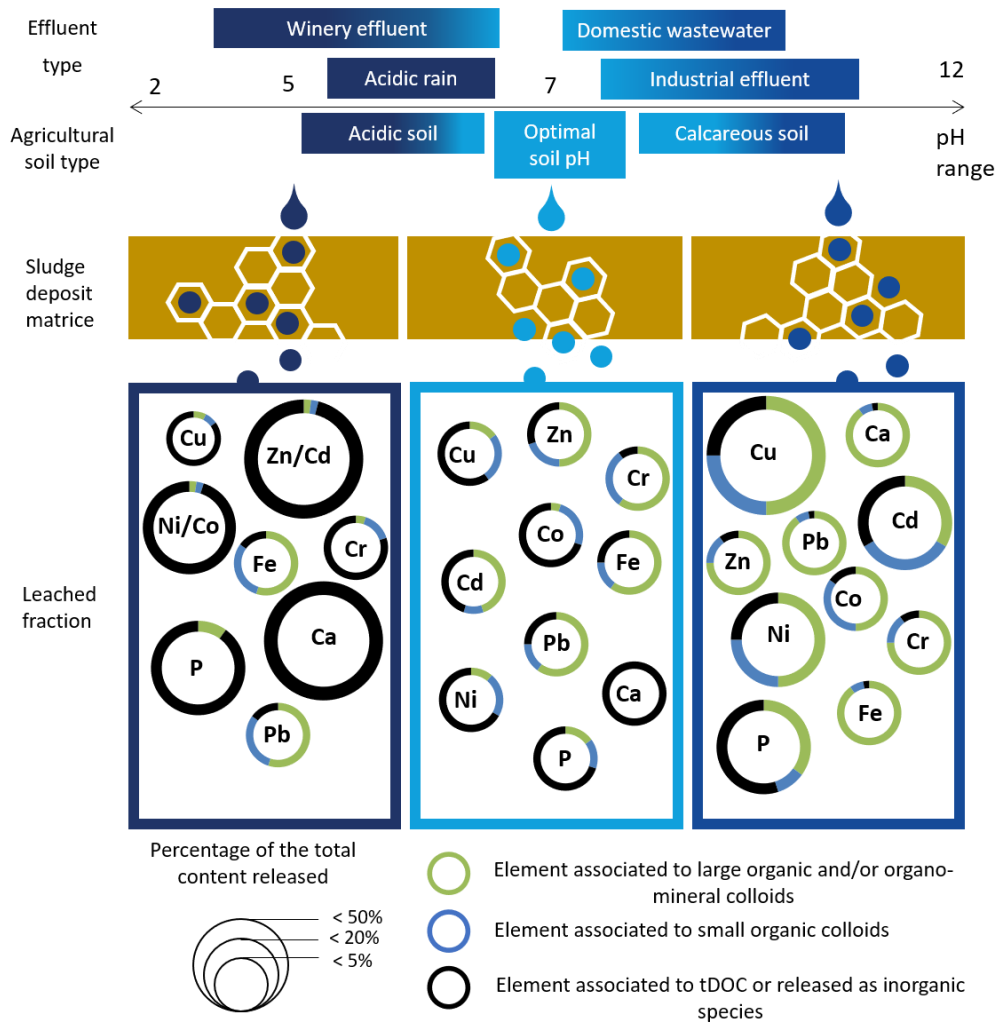 Effluent
type
Winery effluent
Domestic wastewater
Acidic rain
Industrial effluent
2
5
7
12
Agricultural
soil type
Acidic soil
Optimal
soil pH
Calcareous soil
pH
range
Sludge
deposit
matrice
Leached
fraction
Cu
Zn/Cd
Ni/Co
Fe
Cr
Ca
P
Pb
Cu
Zn
Cr
Co
Cd
Fe
Pb
Ni
Ca
P
Cu
Ca
Cd
Pb
Zn
Co
Ni
Cr
Fe
P
Percentage of the total
content released
< 50%
< 20%
< 5%
Element associated to large organic and/or organo-
mineral colloids
Element associated to small organic colloids
Element associated to tDOC or released as inorganic
species